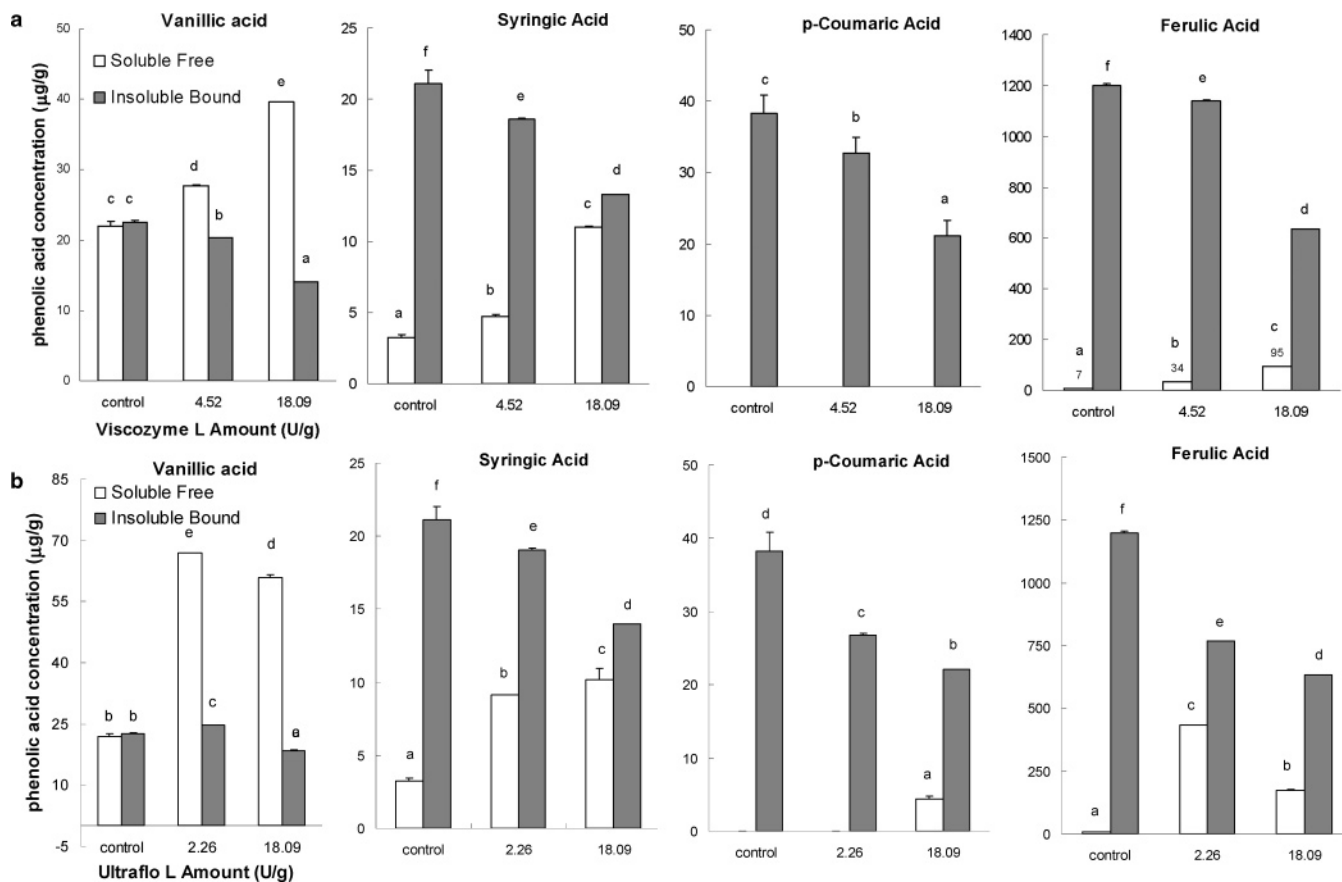 a
Vanillic acid
phenolic acid concentration (μg/g)
50
40
30
20
10
0
Soluble Free
Insoluble Bound
c c
d
b
e
a
control 4.52 18.09
Viscozyme L Amount (U/g)
Syringic Acid
25
20
15
10
5
0
a
f
b
e
c
d
control 4.52 18.09
p-Coumaric Acid
50
40
30
20
10
0
c
b
a
control 4.52 18.09
Ferulic Acid
1400
1200
1000
800
600
400
200
0
a
7
f
b
34
e
c
95
d
control 4.52 18.09
b
Vanillic acid
phenolic acid concentration (μg/g)
85
70
55
40
25
10
-5
Soluble Free
Insoluble Bound
b b
e
c
d
control 2.26 18.09
Ultraflo L Amount (U/g)
Syringic Acid
25
20
15
10
5
0
a
f
b
e
c
d
control 2.26 18.09
p-Coumaric Acid
50
40
30
20
10
0
d
c
a
b
control 2.26 18.09
Ferulic Acid
1500
1250
1000
750
500
250
0
a
f
c
e
b
d
control 2.26 18.09